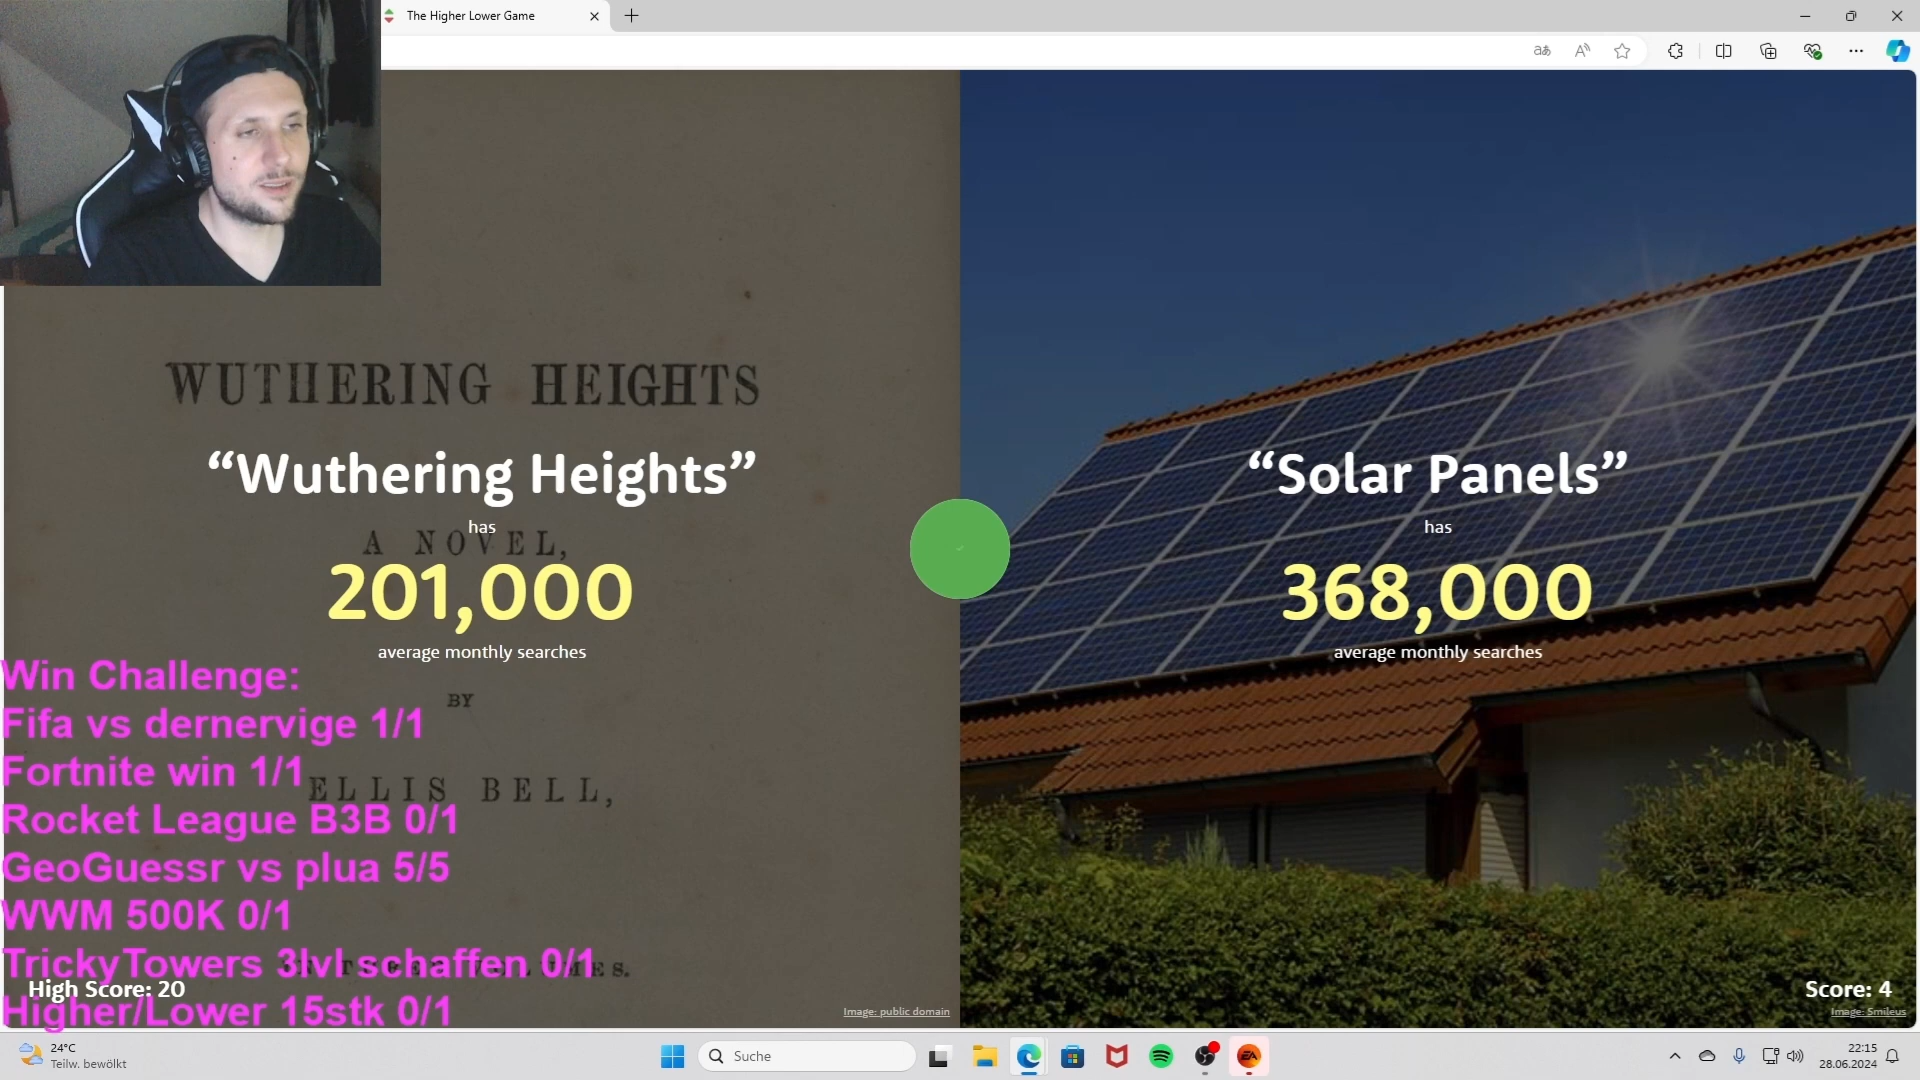 The Higher Lower Game
WUTHERING HEIGHTS
“Wuthering Heights”
has
A NOVEL,
201,000
average monthly searches
BY
ELLIS BELL,
“Solar Panels”
has
368,000
average monthly searches
Win Challenge:
Fifa vs dernervige 1/1
Fortnite win 1/1
Rocket League B3B 0/1
GeoGuessr vs plua 5/5
WWM 500K 0/1
TrickyTowers 3lvl schaffen 0/1
High Score: 20
Higher/Lower 15stk 0/1
Image: public domain
Score: 4
Image: Smileus
24°C
Teilw. bewölkt
Suche
22:15
28.06.2024